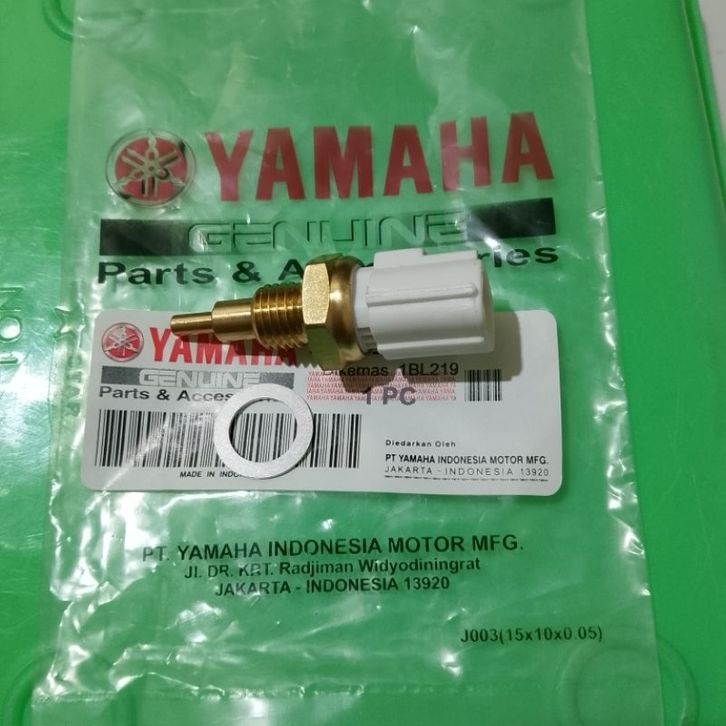 YAMAHA
GENUINE
Parts & Accessories
YAMAHA
GENUINE
Parts & Acces
Dikemas 1BL219
1 PC
MADE IN INDO
Diedarkan Oleh
PT YAMAHA INDONESIA MOTOR MFG.
JAKARTA - INDONESIA 13920
PT. YAMAHA INDONESIA MOTOR MFG.
Jl. DR. KRT. Radjiman Widyodiningrat
JAKARTA - INDONESIA 13920
J003(15x10x0.05)